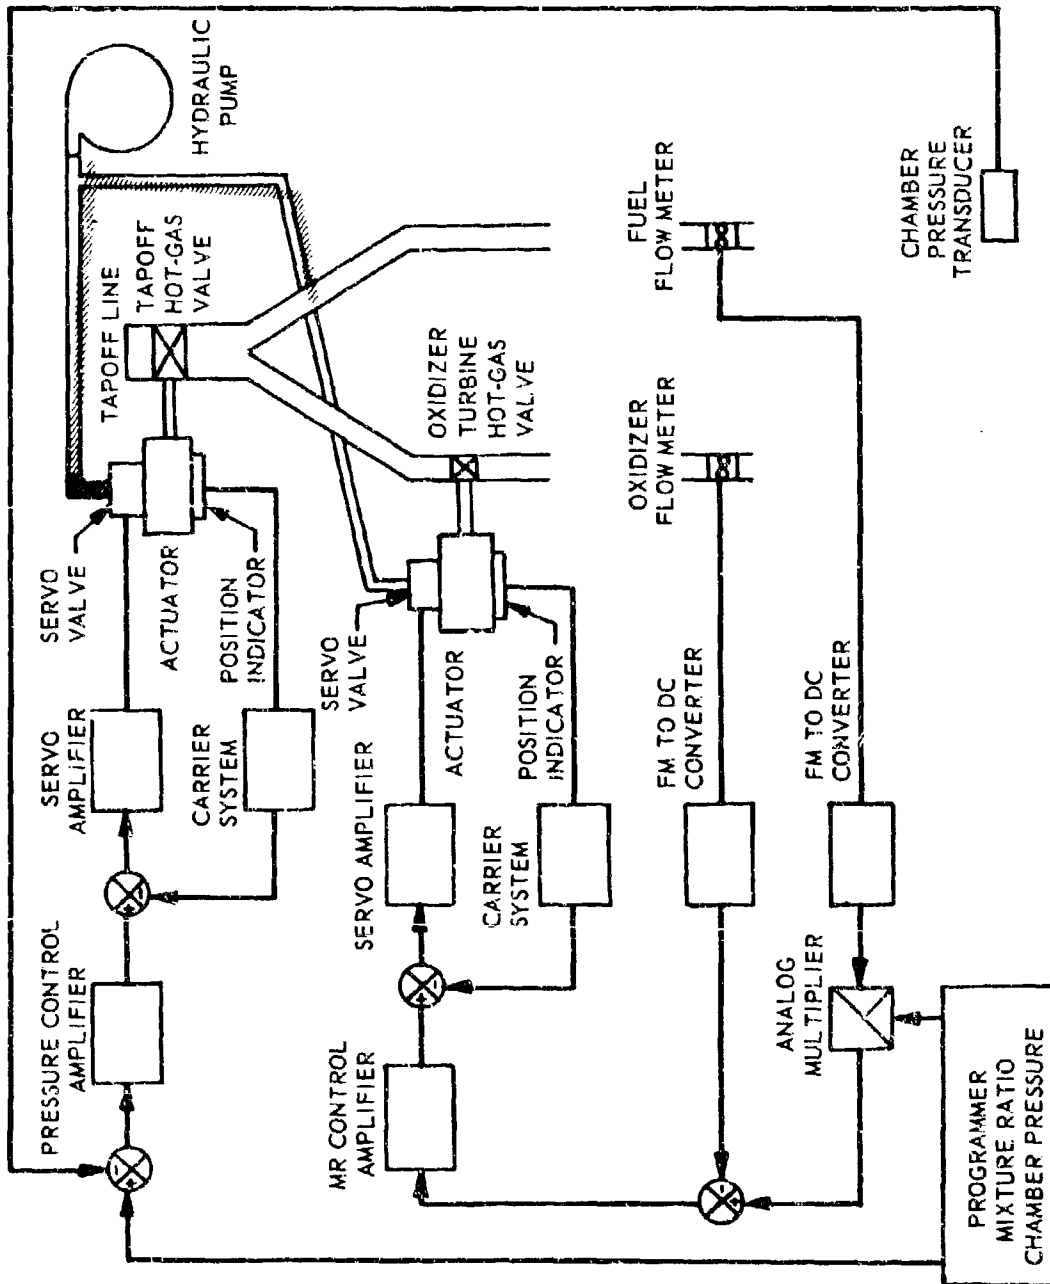 PROGRAMMER
MIXTURE RATIO
CHAMBER PRESSURE
PRESSURE CONTROL
AMPLIFIER
SERVO
AMPLIFIER
CARRIER
SYSTEM
SERVO
VALVE
ACTUATOR
POSITION
INDICATOR
TAPOFF LINE
TAPOFF
HOT-GAS
VALVE
HYDRAULIC
PUMP
MR CONTROL
AMPLIFIER
SERVO AMPLIFIER
CARRIER
SYSTEM
SERVO
VALVE
ACTUATOR
POSITION
INDICATOR
OXIDIZER
TURBINE
HOT-GAS
VALVE
FM TO DC
CONVERTER
OXIDIZER
FLOW METER
FUEL
FLOW METER
ANALOG
MULTIPLIER
FM TO DC
CONVERTER
CHAMBER
PRESSURE
TRANSDUCER
+
-
+
-
+
-
+
-